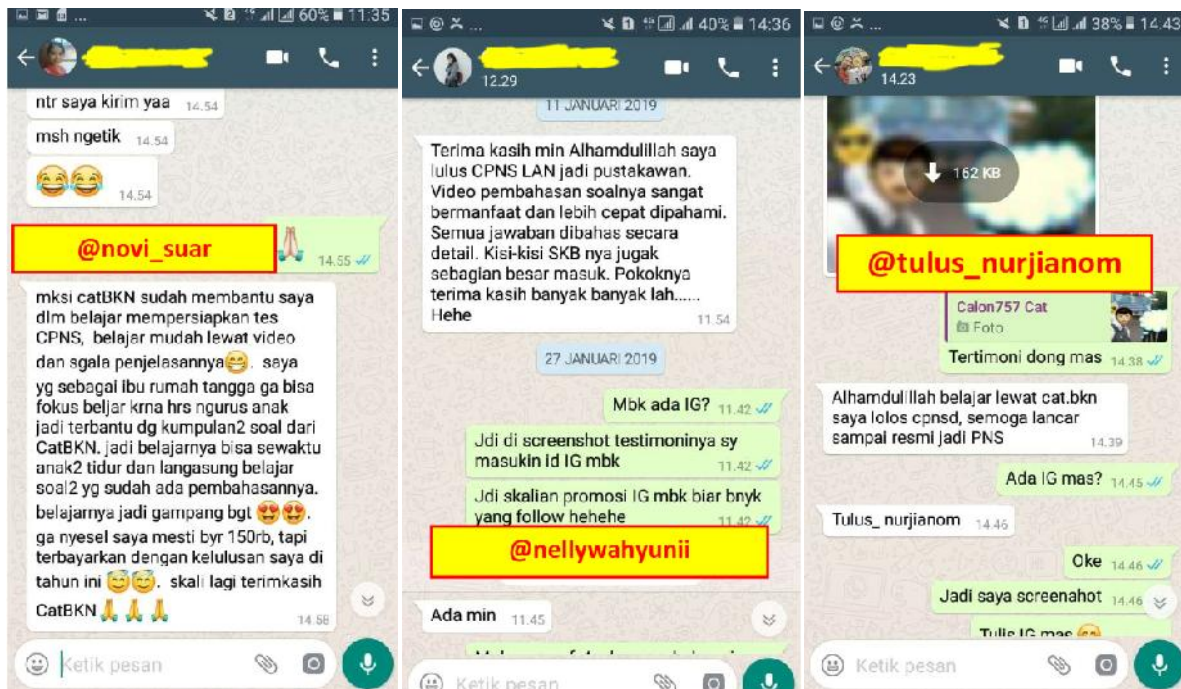 60% 11:35
ntr saya kirim yaa 14.54
msh ngetik 14.54
14.54
@novi_suar
14.55
mksi catBKN sudah membantu saya
dlm belajar mempersiapkan tes
CPNS, belajar mudah lewat video
dan sgala penjelasannya😁. saya
yg sebagai ibu rumah tangga ga bisa
fokus beljar krna hrs ngurus anak
jadi terbantu dg kumpulan2 soal dari
CatBKN. jadi belajarnya bisa sewaktu
anak2 tidur dan langasung belajar
soal2 yg sudah ada pembahasannya.
belajarnya jadi gampang bgt 😍😍.
ga nyesel saya mesti byr 150rb, tapi
terbayarkan dengan kelulusan saya di
tahun ini 😇😇. skali lagi terimkasih
CatBKN 🙏🙏🙏
14.58
Ketik pesan
40% 14:36
12.29
11 JANUARI 2019
Terima kasih min Alhamdulillah saya
lulus CPNS LAN jadi pustakawan.
Video pembahasan soalnya sangat
bermanfaat dan lebih cepat dipahami.
Semua jawaban dibahas secara
detail. Kisi-kisi SKB nya jugak
sebagian besar masuk. Pokoknya
terima kasih banyak banyak lah......
Hehe
11.54
27 JANUARI 2019
Mbk ada IG? 11.42
Jdi di screenshot testimoninya sy
masukin id IG mbk 11.42
Jdi skalian promosi IG mbk biar bnyk
yang follow hehehe 11.42
@nellywahyunii
Ada min 11.45
Ketik pesan
38% 14.43
14.23
162 KB
@tulus_nurjianom
Calon757 Cat
Foto
Tertimoni dong mas 14.38
Alhamdulillah belajar lewat cat.bkn
saya lolos cpnsd, semoga lancar
sampai resmi jadi PNS 14.39
Ada IG mas? 14.45
Tulus_ nurjianom 14.46
Oke 14.46
Jadi saya screenahot 14.46
Tulis IG mas
Ketik pesan